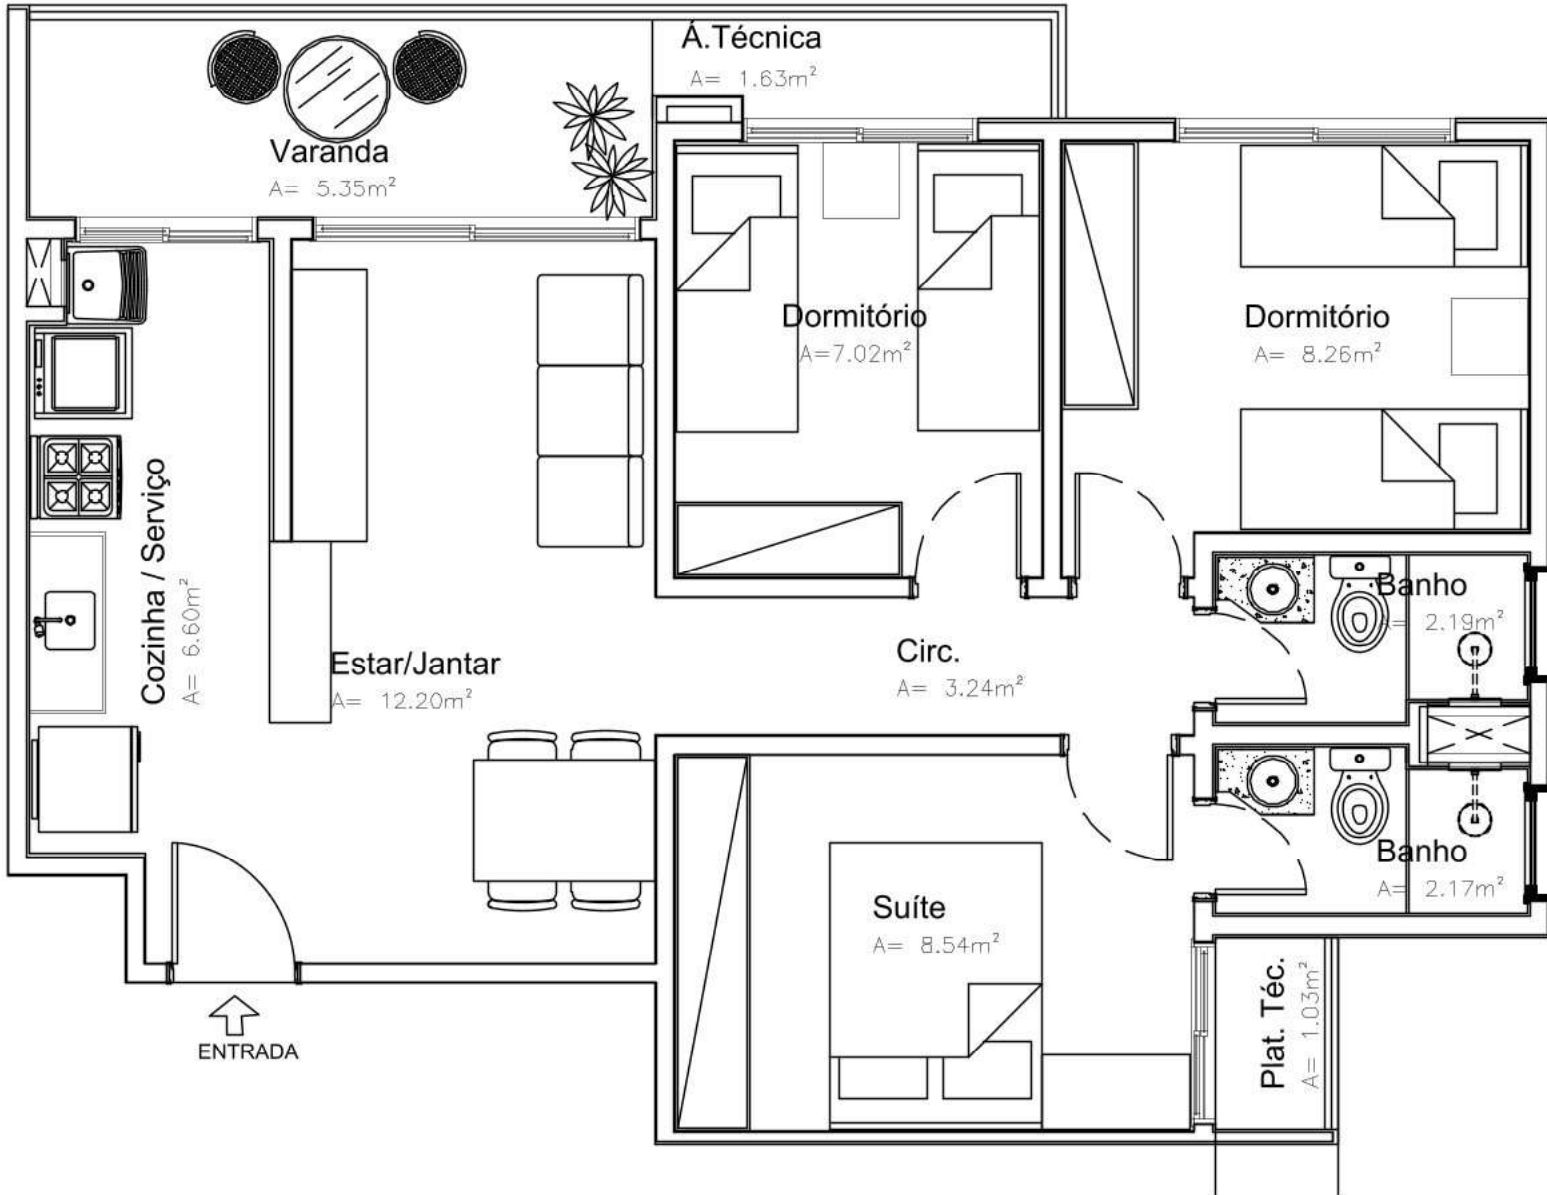 Á.Técnica
A= 1.63m²
Varanda
A= 5.35m²
Dormitório
A=7.02m²
Dormitório
A= 8.26m²
Cozinha / Serviço
A= 6.60m²
Estar/Jantar
A= 12.20m²
Circ.
A= 3.24m²
Banho
A= 2.19m²
Banho
A= 2.17m²
Suíte
A= 8.54m²
Plat. Téc.
A= 1.03m²
ENTRADA